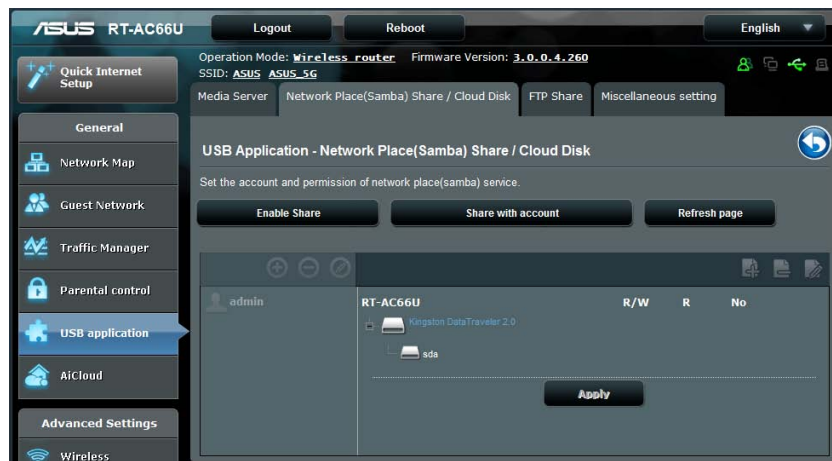 ASUS RT-AC66U Logout Reboot English
Operation Mode: Wireless router Firmware Version: 3.0.0.4.260
SSID: ASUS ASUS_5G
Quick Internet
Setup
Media Server Network Place(Samba) Share / Cloud Disk FTP Share Miscellaneous setting
General
Network Map
Guest Network
Traffic Manager
Parental control
USB application
AiCloud
Advanced Settings
Wireless
USB Application - Network Place(Samba) Share / Cloud Disk
Set the account and permission of network place(samba) service.
Enable Share Share with account Refresh page
admin
RT-AC66U R/W R No
Kingston DataTraveler 2.0
sda
Apply